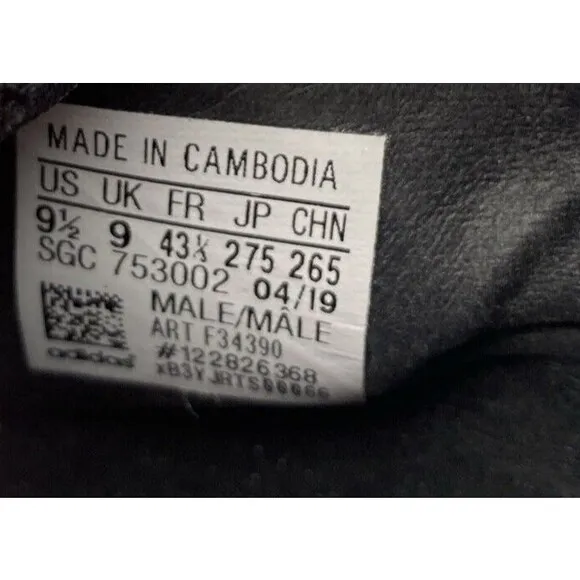 MADE IN CAMBODIA
US UK FR JP CHN
9½ 9 43⅓ 275 265
SGC 753002 04/19
MALE/MÂLE
ART F34390
adidas #122826368